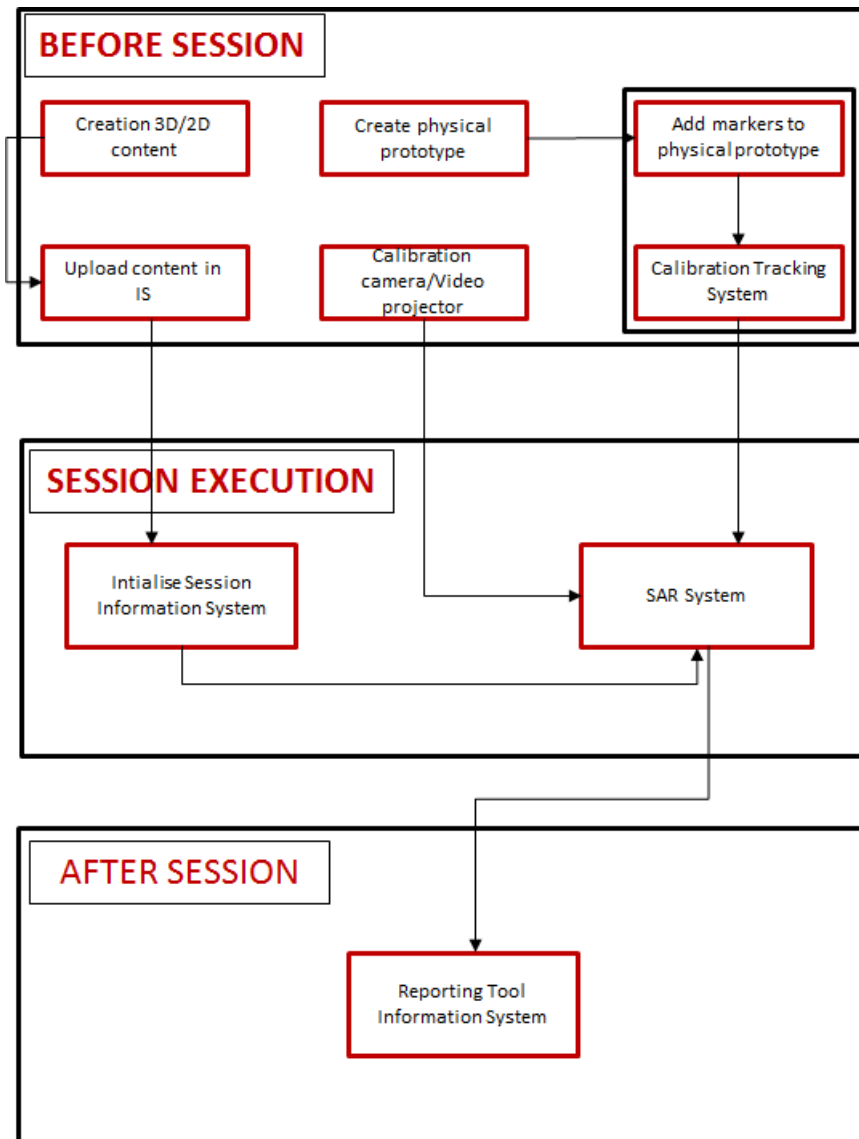 BEFORE SESSION
Creation 3D/2D
content
Create physical
prototype
Add markers to
physical prototype
Upload content in
IS
Calibration
camera/Video
projector
Calibration Tracking
System
SESSION EXECUTION
Intialise Session
Information System
SAR System
AFTER SESSION
Reporting Tool
Information System